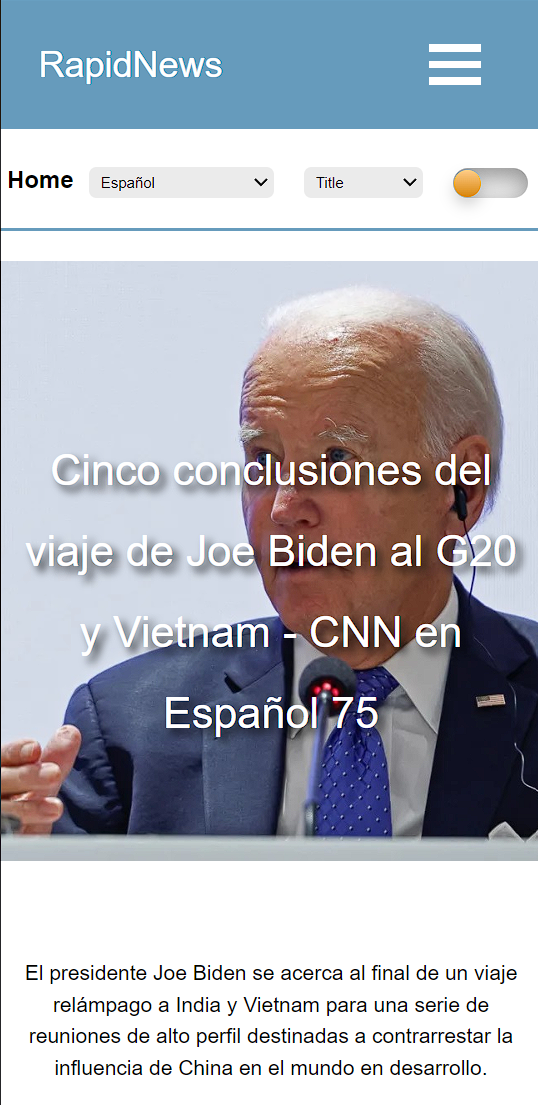 RapidNews
Home
Español
Title
Cinco conclusiones del
viaje de Joe Biden al G20
y Vietnam - CNN en
Español 75
El presidente Joe Biden se acerca al final de un viaje
relámpago a India y Vietnam para una serie de
reuniones de alto perfil destinadas a contrarrestar la
influencia de China en el mundo en desarrollo.